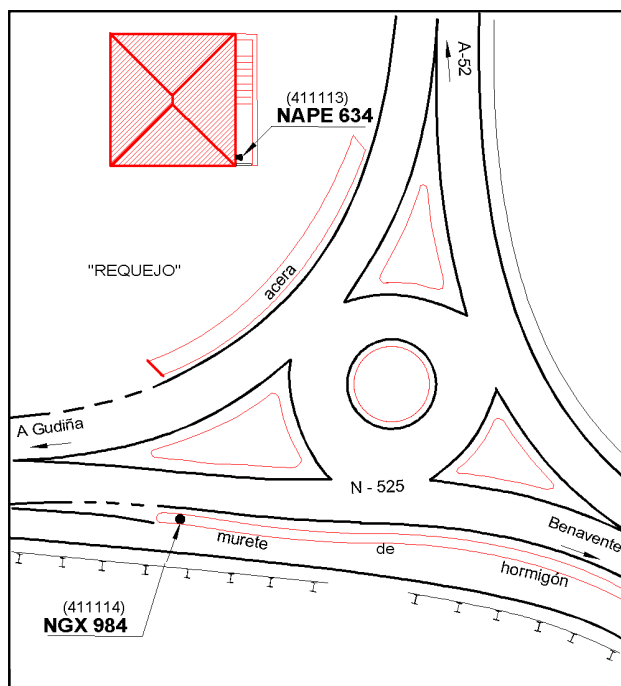 A-52
(411113)
NAPE 634
"REQUEJO"
acera
A Gudiña
N - 525
Benavente
murete de hormigón
(411114)
NGX 984